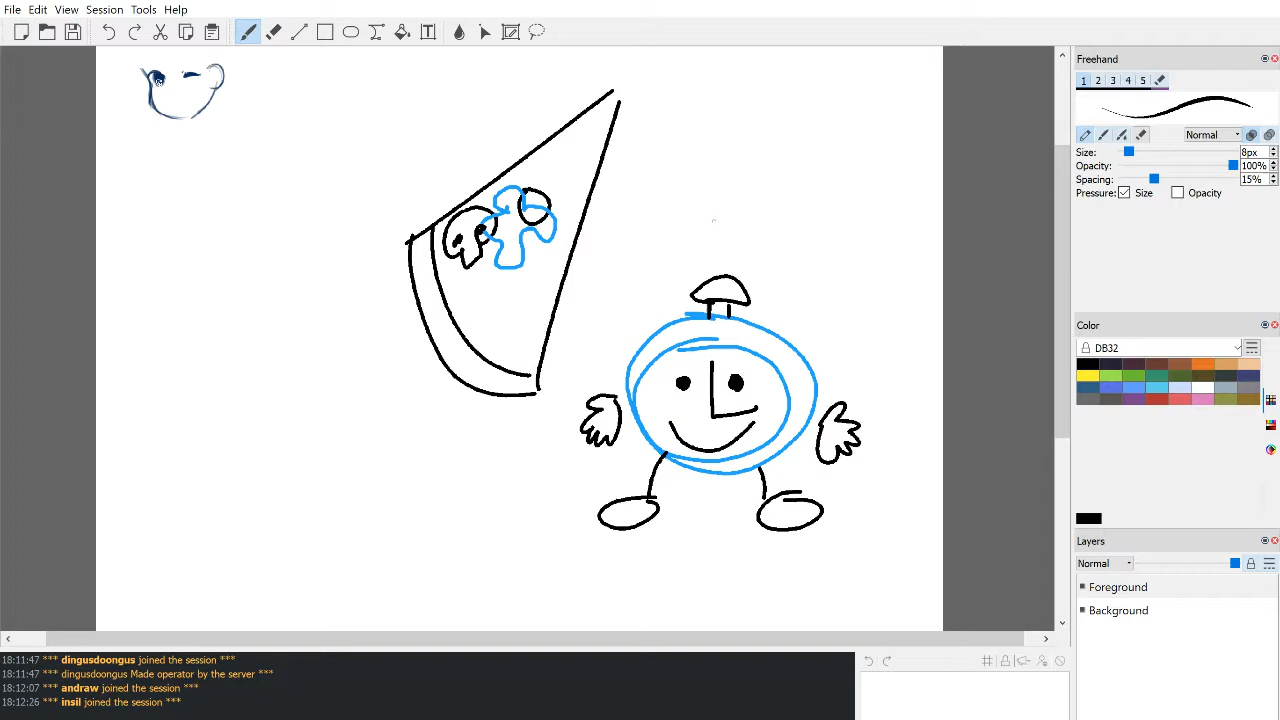 File Edit View Session Tools Help
Freehand
1 2 3 4 5
Normal
Size: 8px
Opacity: 100%
Spacing: 15%
Pressure: Size Opacity
Color
DB32
Layers
Normal
Foreground
Background
18:11:47 *** dingusdoongus joined the session ***
18:11:47 *** dingusdoongus Made operator by the server ***
18:12:07 *** andraw joined the session ***
18:12:26 *** insil joined the session ***